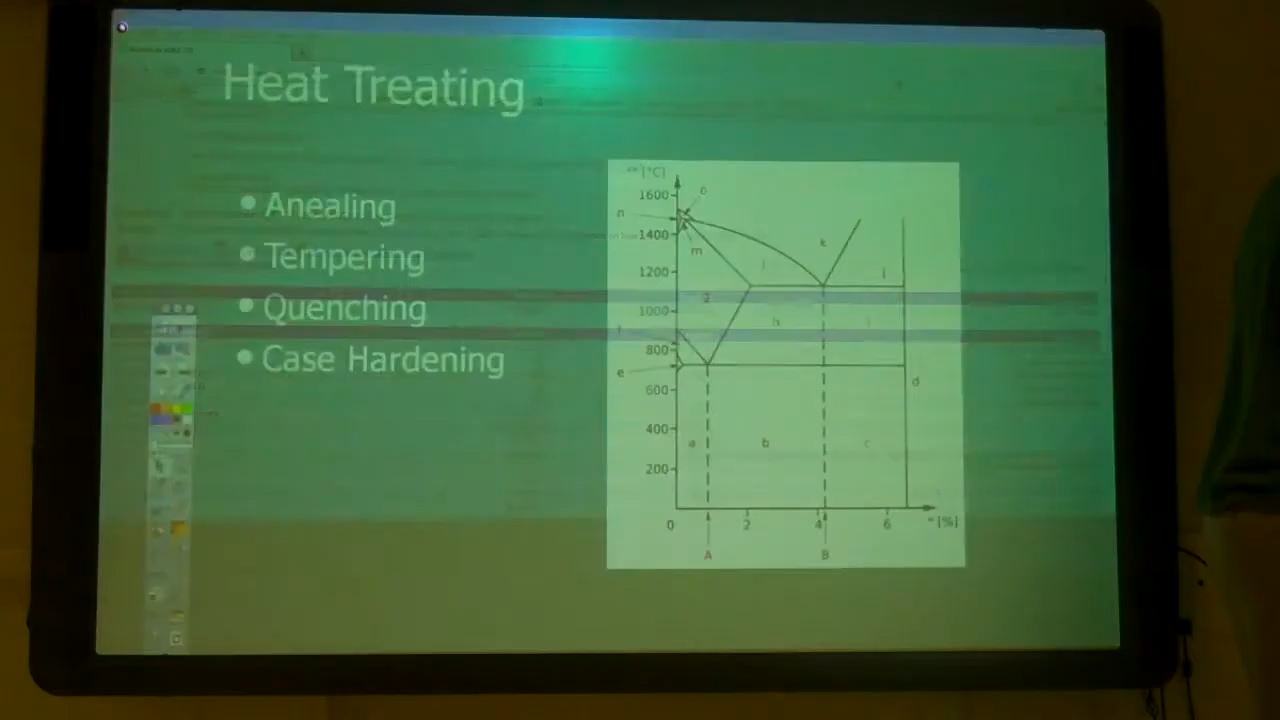 Heat Treating
• Anealing
• Tempering
• Quenching
• Case Hardening
[°C]
1600
1400
1200
1000
800
600
400
200
0
2
4
6
[%]
n
o
m
k
j
l
g
h
i
f
e
d
a
b
c
A
B